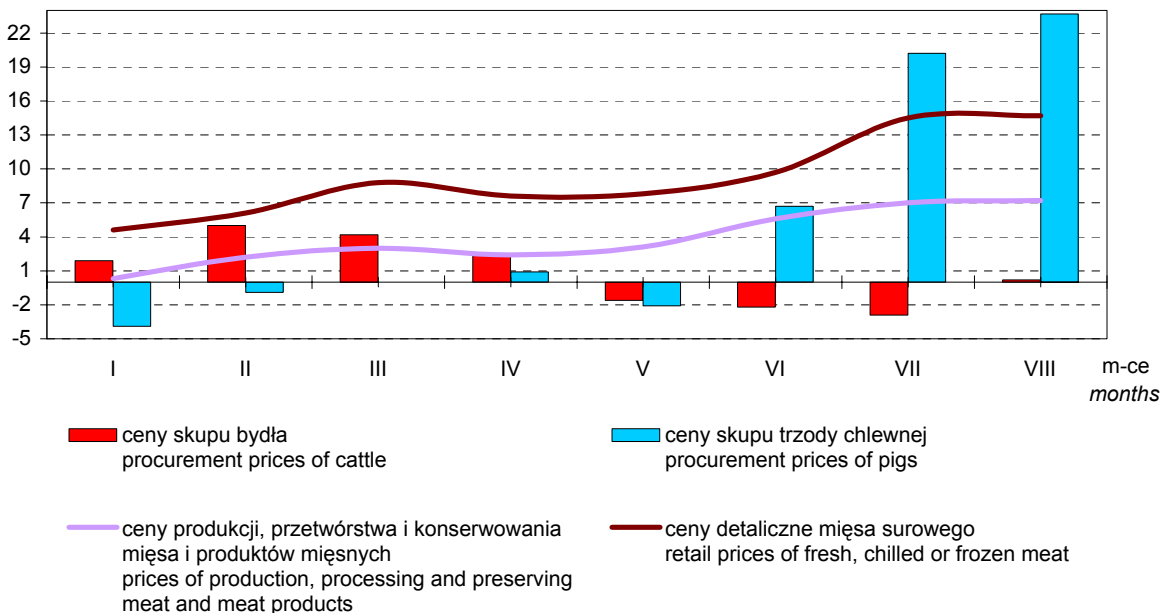 22
19
16
13
10
7
4
1
-2
-5
I II III IV V VI VII VIII m-ce
months
ceny skupu bydła
procurement prices of cattle
ceny skupu trzody chlewnej
procurement prices of pigs
ceny produkcji, przetwórstwa i konserwowania
mięsa i produktów mięsnych
prices of production, processing and preserving
meat and meat products
ceny detaliczne mięsa surowego
retail prices of fresh, chilled or frozen meat